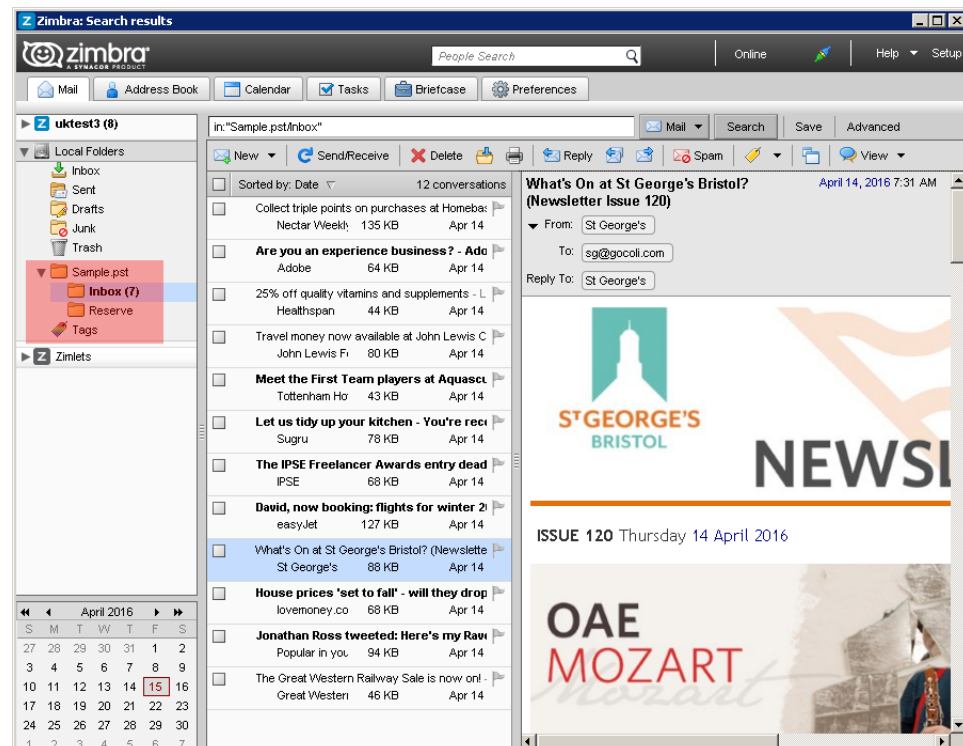 Zimbra: Search results
zimbra
A SYNACOR PRODUCT
People Search
Online
Help
Setup
Mail
Address Book
Calendar
Tasks
Briefcase
Preferences
uktest3 (8)
in:"Sample.pst/Inbox"
Mail
Search
Save
Advanced
Local Folders
Inbox
Sent
Drafts
Junk
Trash
Sample.pst
Inbox (7)
Reserve
Tags
Zimlets
New
Send/Receive
Delete
Reply
Spam
View
Sorted by: Date
12 conversations
Collect triple points on purchases at Homebas
Nectar Weekly 135 KB Apr 14
Are you an experience business? - Ado
Adobe 64 KB Apr 14
25% off quality vitamins and supplements - L
Healthspan 44 KB Apr 14
Travel money now available at John Lewis C
John Lewis Fi 80 KB Apr 14
Meet the First Team players at Aquascu
Tottenham Ho 43 KB Apr 14
Let us tidy up your kitchen - You're rece
Sugru 78 KB Apr 14
The IPSE Freelancer Awards entry dead
IPSE 68 KB Apr 14
David, now booking: flights for winter 2
easyJet 127 KB Apr 14
What's On at St George's Bristol? (Newslette
St George's 88 KB Apr 14
House prices 'set to fall' - will they drop
lovemoney.co 68 KB Apr 14
Jonathan Ross tweeted: Here's my Rav
Popular in you 94 KB Apr 14
The Great Western Railway Sale is now on! -
Great Western 46 KB Apr 14
What's On at St George's Bristol?
(Newsletter Issue 120)
April 14, 2016 7:31 AM
From: St George's
To: sg@gocoli.com
Reply To: St George's
ST GEORGE'S
BRISTOL
NEWSL
ISSUE 120 Thursday 14 April 2016
OAE
MOZART
Mozart
April 2016
S M T W T F S
27 28 29 30 31 1 2
3 4 5 6 7 8 9
10 11 12 13 14 15 16
17 18 19 20 21 22 23
24 25 26 27 28 29 30
1 2 3 4 5 6 7